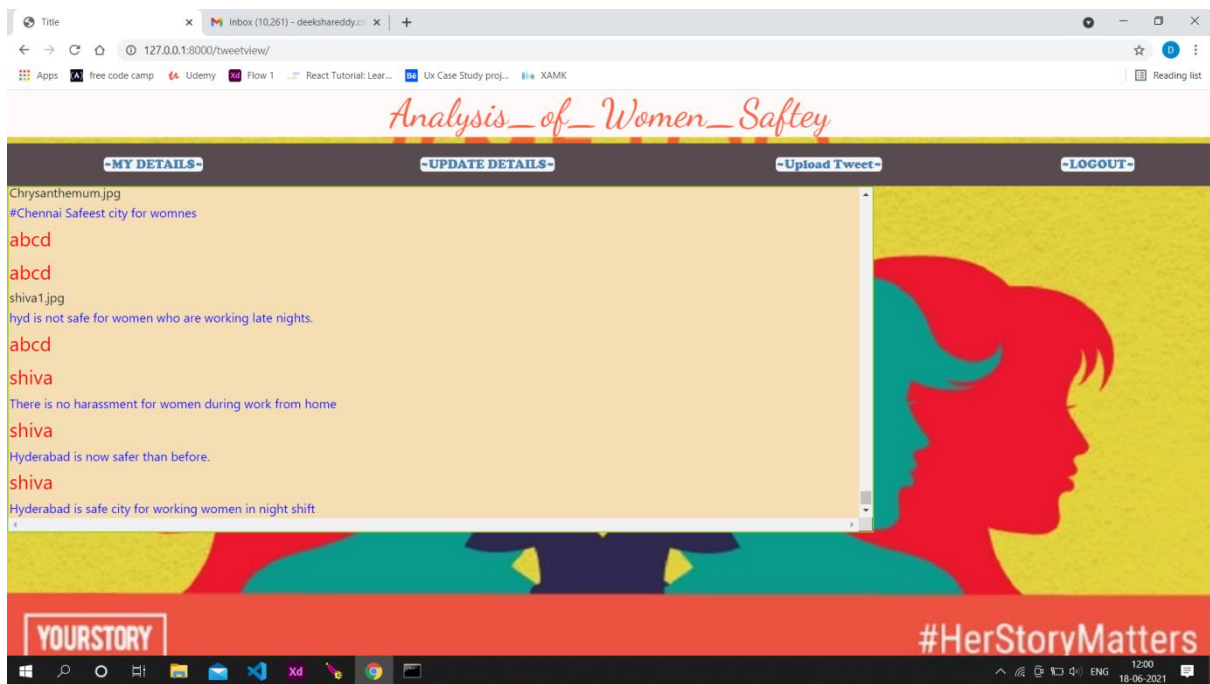 Title
Inbox (10,261) - deekshareddy.c
127.0.0.1:8000/tweetview/
Apps
free code camp
Udemy
Flow 1
React Tutorial: Lear...
Ux Case Study proj...
XAMK
Reading list
Analysis_of_Women_Saftey
~MY DETAILS~
~UPDATE DETAILS~
~Upload Tweet~
~LOGOUT~
Chrysanthemum.jpg
#Chennai Safeest city for womnes
abcd
abcd
shiva1.jpg
hyd is not safe for women who are working late nights.
abcd
shiva
There is no harassment for women during work from home
shiva
Hyderabad is now safer than before.
shiva
Hyderabad is safe city for working women in night shift
YOURSTORY
#HerStoryMatters
ENG
12:00
18-06-2021